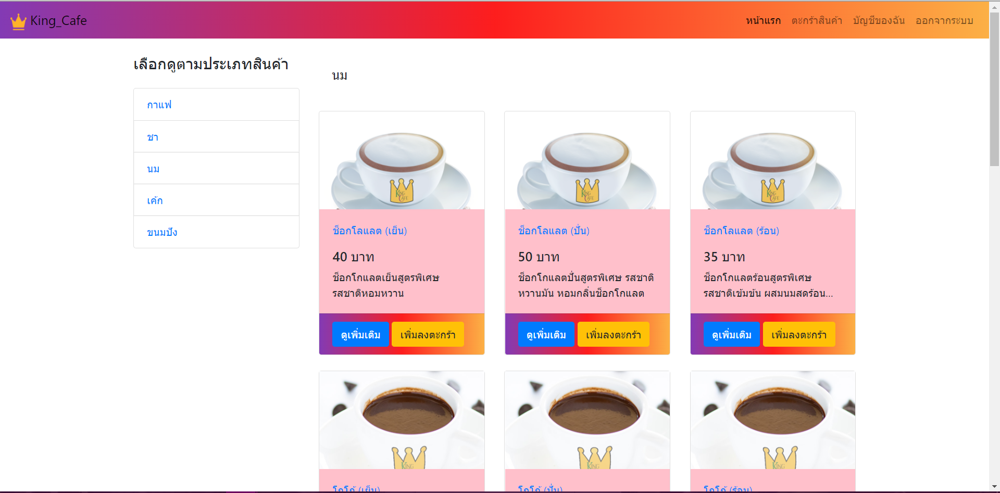 King_Cafe
หน้าแรก ตะกร้าสินค้า บัญชีของฉัน ออกจากระบบ
เลือกดูตามประเภทสินค้า
กาแฟ
ชา
นม
เค้ก
ขนมปัง
นม
KING
CAFE
ช็อกโลแลต (เย็น)
40 บาท
ช็อกโกแลตเย็นสูตรพิเศษ
รสชาติหอมหวาน
ดูเพิ่มเติม เพิ่มลงตะกร้า
KING
CAFE
ช็อกโลแลต (ปั่น)
50 บาท
ช็อกโกแลตปั่นสูตรพิเศษ รสชาติ
หวานมัน หอมกลิ่นช็อกโกแลต
ดูเพิ่มเติม เพิ่มลงตะกร้า
KING
CAFE
ช็อกโลแลต (ร้อน)
35 บาท
ช็อกโกแลตร้อนสูตรพิเศษ
รสชาติเข้มข้น ผสมนมสดร้อน...
ดูเพิ่มเติม เพิ่มลงตะกร้า
KING
โกโก้ (เย็น)
KING
โกโก้ (ปั่น)
KING
โกโก้ (ร้อน)